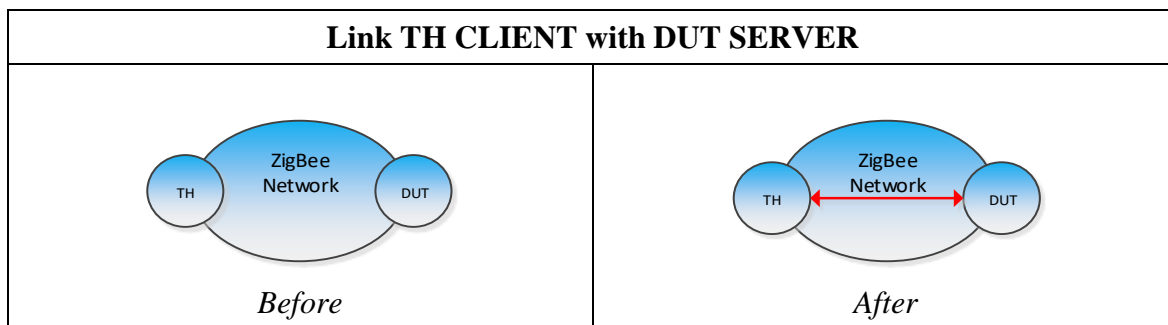 Link TH CLIENT with DUT SERVER
ZigBee
Network
TH
DUT
Before
ZigBee
Network
TH
DUT
After